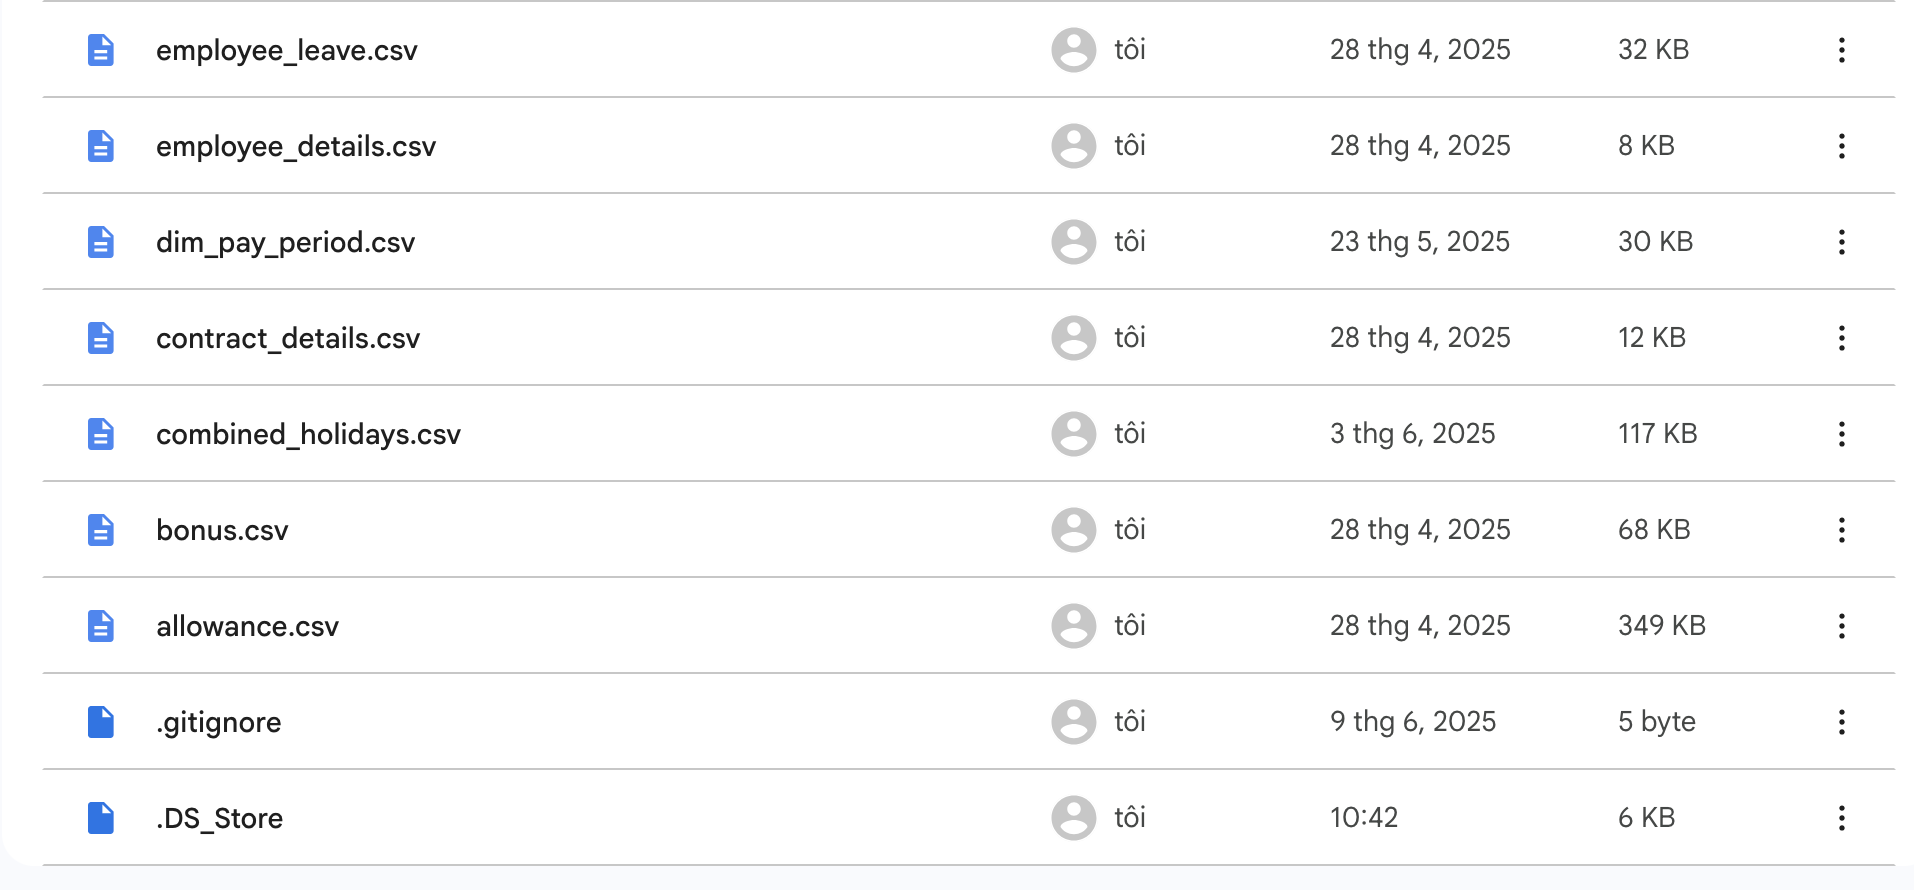 employee_leave.csv tôi 28 thg 4, 2025 32 KB
employee_details.csv tôi 28 thg 4, 2025 8 KB
dim_pay_period.csv tôi 23 thg 5, 2025 30 KB
contract_details.csv tôi 28 thg 4, 2025 12 KB
combined_holidays.csv tôi 3 thg 6, 2025 117 KB
bonus.csv tôi 28 thg 4, 2025 68 KB
allowance.csv tôi 28 thg 4, 2025 349 KB
.gitignore tôi 9 thg 6, 2025 5 byte
.DS_Store tôi 10:42 6 KB